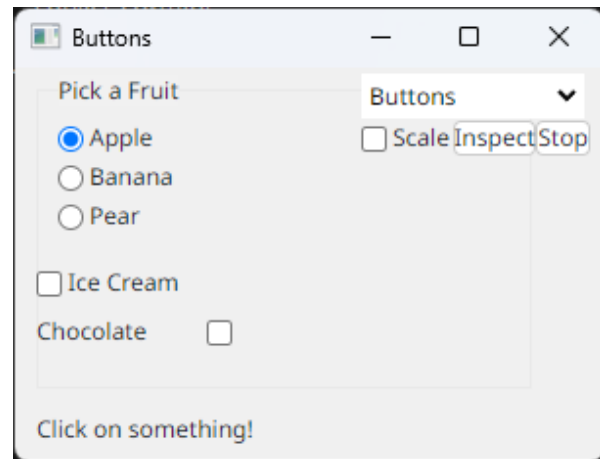 Buttons
Pick a Fruit
Buttons
Apple
Scale Inspect Stop
Banana
Pear
Ice Cream
Chocolate
Click on something!